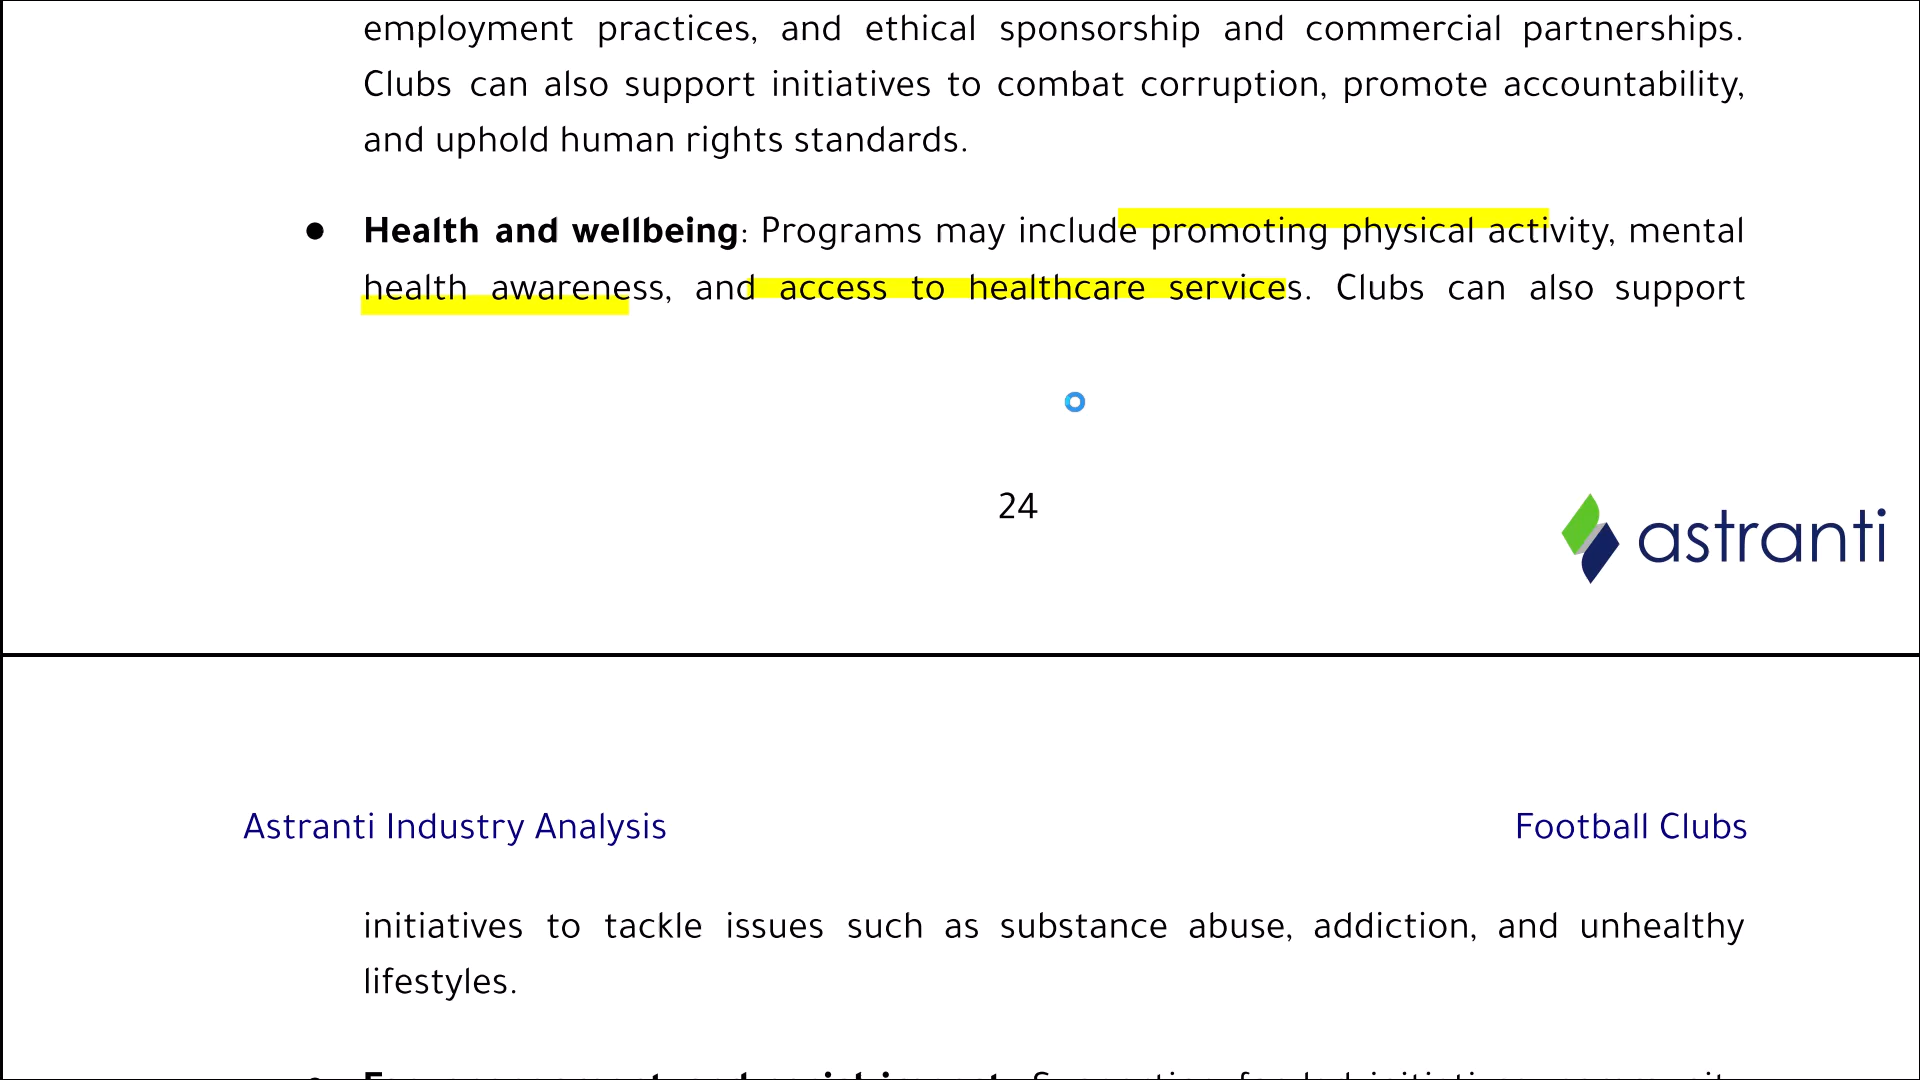 employment practices, and ethical sponsorship and commercial partnerships.
Clubs can also support initiatives to combat corruption, promote accountability,
and uphold human rights standards.
● Health and wellbeing: Programs may include promoting physical activity, mental
health awareness, and access to healthcare services. Clubs can also support
24
astranti
Astranti Industry Analysis Football Clubs
initiatives to tackle issues such as substance abuse, addiction, and unhealthy
lifestyles.